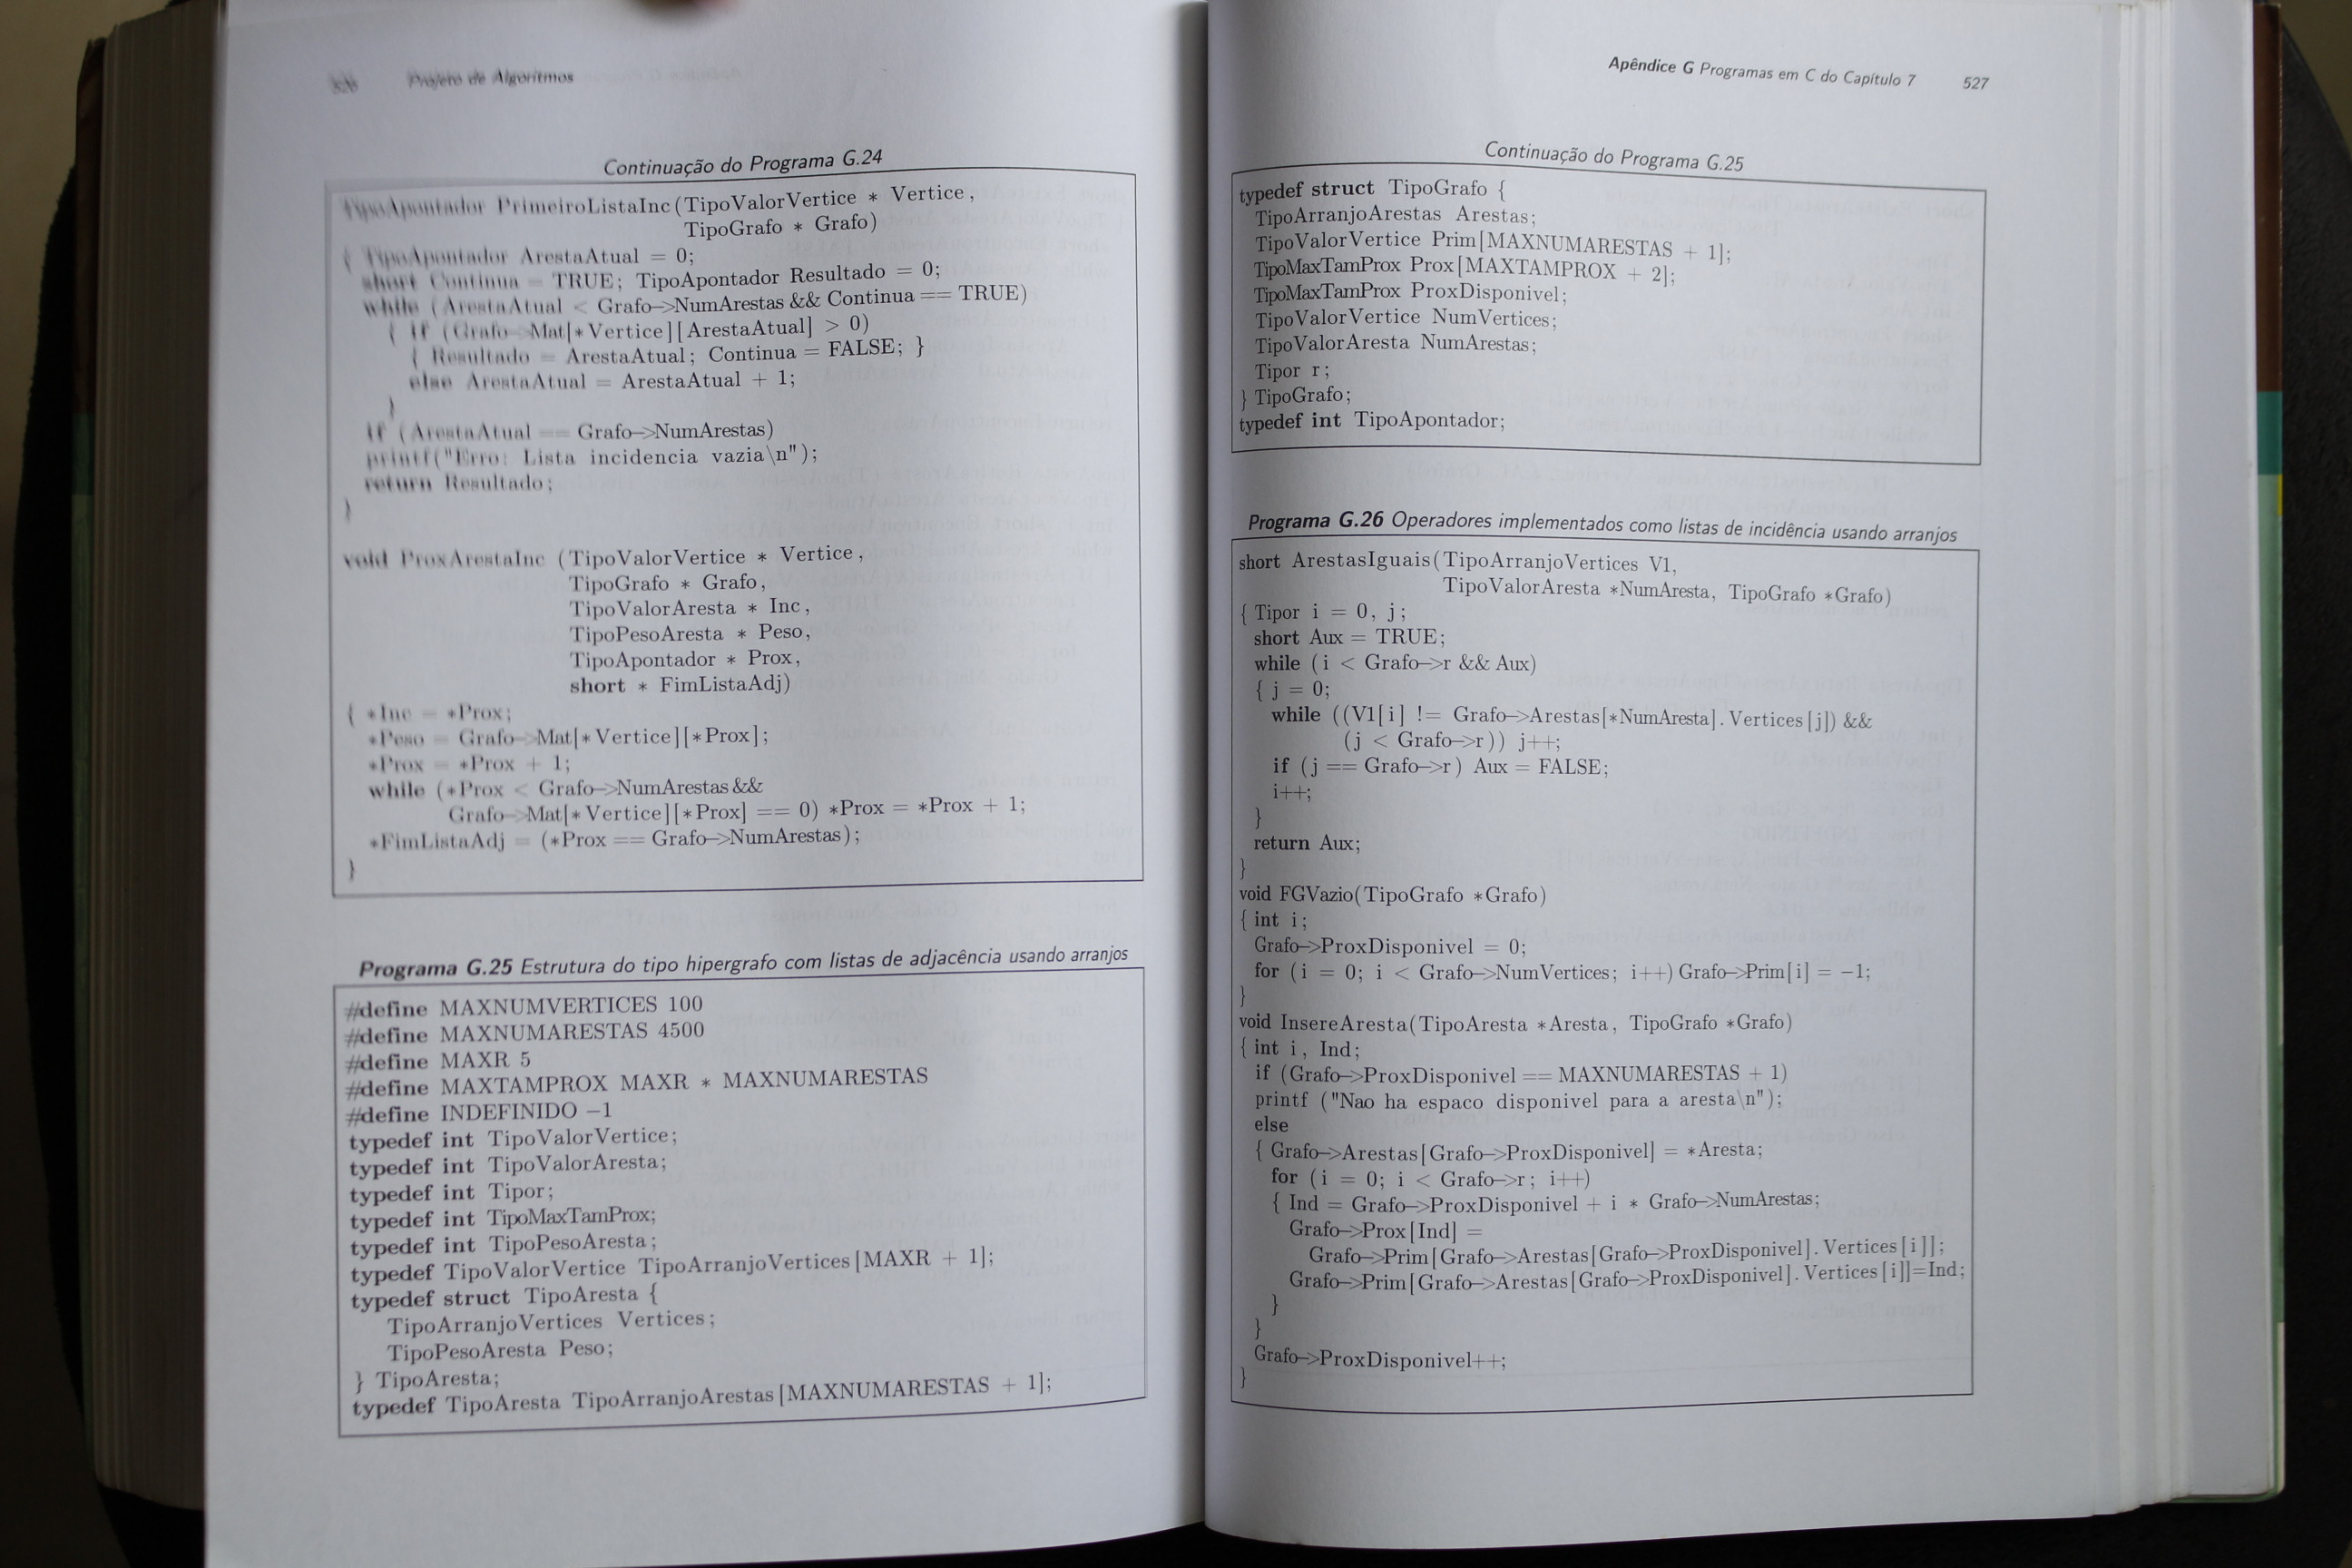 526 Projeto de Algoritmos
Continuação do Programa G.24
TipoApontador PrimeiroListaInc(TipoValorVertice * Vertice,
TipoGrafo * Grafo)
{ TipoApontador ArestaAtual = 0;
short Continua = TRUE; TipoApontador Resultado = 0;
while (ArestaAtual < Grafo->NumArestas && Continua == TRUE)
{ if (Grafo->Mat[*Vertice][ArestaAtual] > 0)
{ Resultado = ArestaAtual; Continua = FALSE; }
else ArestaAtual = ArestaAtual + 1;
}
if (ArestaAtual == Grafo->NumArestas)
printf("Erro: Lista incidencia vazia\n");
return Resultado;
}
void ProxArestaInc (TipoValorVertice * Vertice,
TipoGrafo * Grafo,
TipoValorAresta * Inc,
TipoPesoAresta * Peso,
TipoApontador * Prox,
short * FimListaAdj)
{ *Inc = *Prox;
*Peso = Grafo->Mat[*Vertice][*Prox];
*Prox = *Prox + 1;
while (*Prox < Grafo->NumArestas &&
Grafo->Mat[*Vertice][*Prox] == 0) *Prox = *Prox + 1;
*FimListaAdj = (*Prox == Grafo->NumArestas);
}
Programa G.25 Estrutura do tipo hipergrafo com listas de adjacência usando arranjos
#define MAXNUMVERTICES 100
#define MAXNUMARESTAS 4500
#define MAXR 5
#define MAXTAMPROX MAXR * MAXNUMARESTAS
#define INDEFINIDO -1
typedef int TipoValorVertice;
typedef int TipoValorAresta;
typedef int Tipor;
typedef int TipoMaxTamProx;
typedef int TipoPesoAresta;
typedef TipoValorVertice TipoArranjoVertices[MAXR + 1];
typedef struct TipoAresta {
TipoArranjoVertices Vertices;
TipoPesoAresta Peso;
} TipoAresta;
typedef TipoAresta TipoArranjoArestas[MAXNUMARESTAS + 1];
Apêndice G Programas em C do Capítulo 7 527
Continuação do Programa G.25
typedef struct TipoGrafo {
TipoArranjoArestas Arestas;
TipoValorVertice Prim[MAXNUMARESTAS + 1];
TipoMaxTamProx Prox[MAXTAMPROX + 2];
TipoMaxTamProx ProxDisponivel;
TipoValorVertice NumVertices;
TipoValorAresta NumArestas;
Tipor r;
} TipoGrafo;
typedef int TipoApontador;
Programa G.26 Operadores implementados como listas de incidência usando arranjos
short ArestasIguais(TipoArranjoVertices V1,
TipoValorAresta *NumAresta, TipoGrafo *Grafo)
{ Tipor i = 0, j;
short Aux = TRUE;
while (i < Grafo->r && Aux)
{ j = 0;
while ((V1[i] != Grafo->Arestas[*NumAresta].Vertices[j]) &&
(j < Grafo->r)) j++;
if (j == Grafo->r) Aux = FALSE;
i++;
}
return Aux;
}
void FGVazio(TipoGrafo *Grafo)
{ int i;
Grafo->ProxDisponivel = 0;
for (i = 0; i < Grafo->NumVertices; i++) Grafo->Prim[i] = -1;
}
void InsereAresta(TipoAresta *Aresta, TipoGrafo *Grafo)
{ int i, Ind;
if (Grafo->ProxDisponivel == MAXNUMARESTAS + 1)
printf ("Nao ha espaco disponivel para a aresta\n");
else
{ Grafo->Arestas[Grafo->ProxDisponivel] = *Aresta;
for (i = 0; i < Grafo->r; i++)
{ Ind = Grafo->ProxDisponivel + i * Grafo->NumArestas;
Grafo->Prox[Ind] =
Grafo->Prim[Grafo->Arestas[Grafo->ProxDisponivel].Vertices[i]];
Grafo->Prim[Grafo->Arestas[Grafo->ProxDisponivel].Vertices[i]]=Ind;
}
}
Grafo->ProxDisponivel++;
}